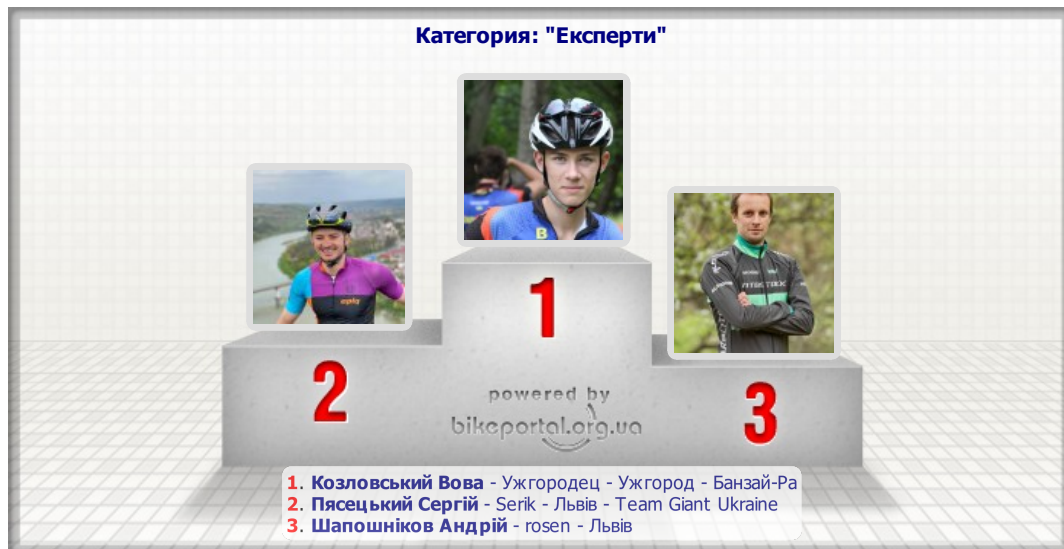 Категория: "Експерти"
1
2
3
powered by
bikeportal.org.ua
1. Козловський Вова - Ужгородец - Ужгород - Банзай-Ра
2. Пясецький Сергій - Serik - Львів - Team Giant Ukraine
3. Шапошніков Андрій - rosen - Львів